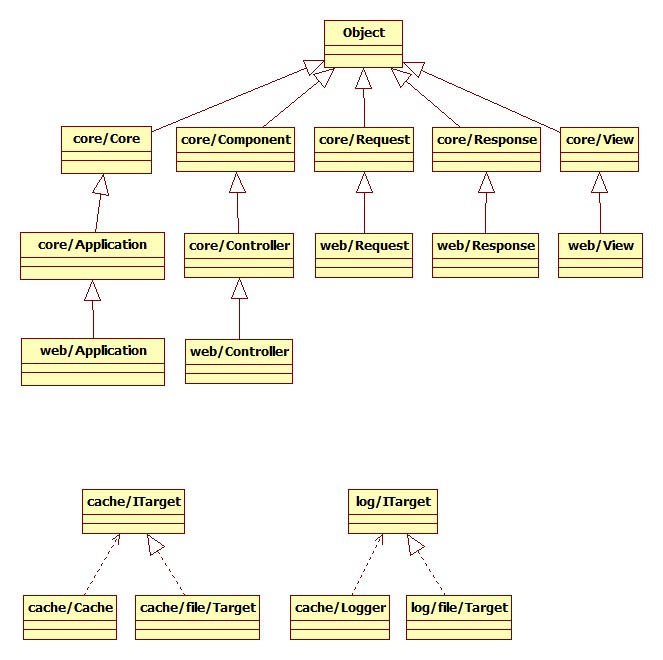 Object
core/Core
core/Component
core/Request
core/Response
core/View
core/Application
core/Controller
web/Request
web/Response
web/View
web/Application
web/Controller
cache/ITarget
log/ITarget
cache/Cache
cache/file/Target
cache/Logger
log/file/Target